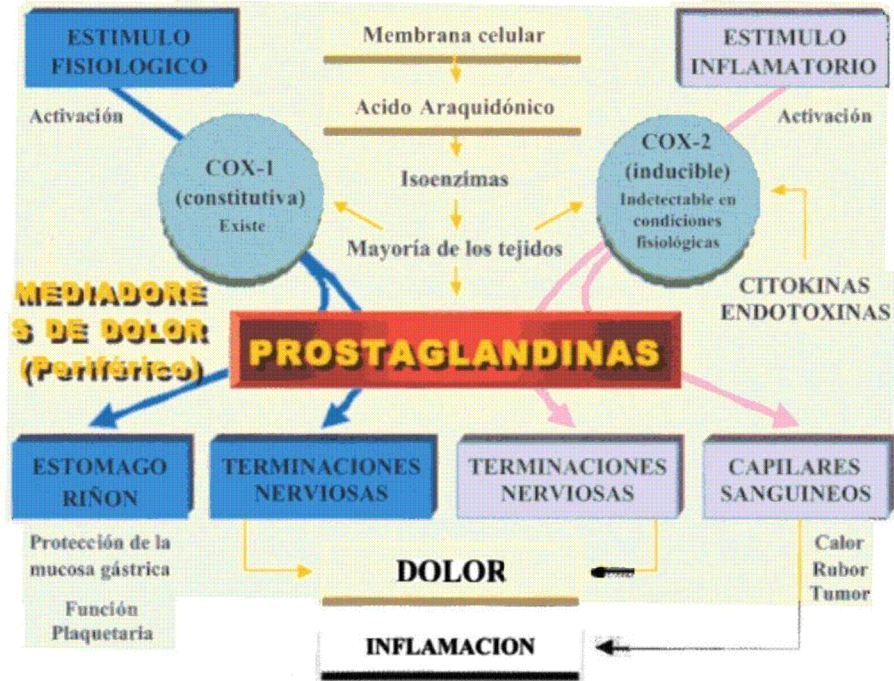 ESTIMULO
FISIOLOGICO
Membrana celular
ESTIMULO
INFLAMATORIO
Activación
Acido Araquidónico
Activación
COX-1
(constitutiva)
Existe
Isoenzímas
COX-2
(inducible)
Indetectable en
condiciones
fisiológicas
Mayoría de los tejidos
CITOKINAS
ENDOTOXINAS
MEDIADORE
S DE DOLOR
(Periférico)
PROSTAGLANDINAS
ESTOMAGO
RIÑON
TERMINACIONES
NERVIOSAS
TERMINACIONES
NERVIOSAS
CAPILARES
SANGUINEOS
Protección de la
mucosa gástrica
Función
Plaquetaria
DOLOR
Calor
Rubor
Tumor
INFLAMACION